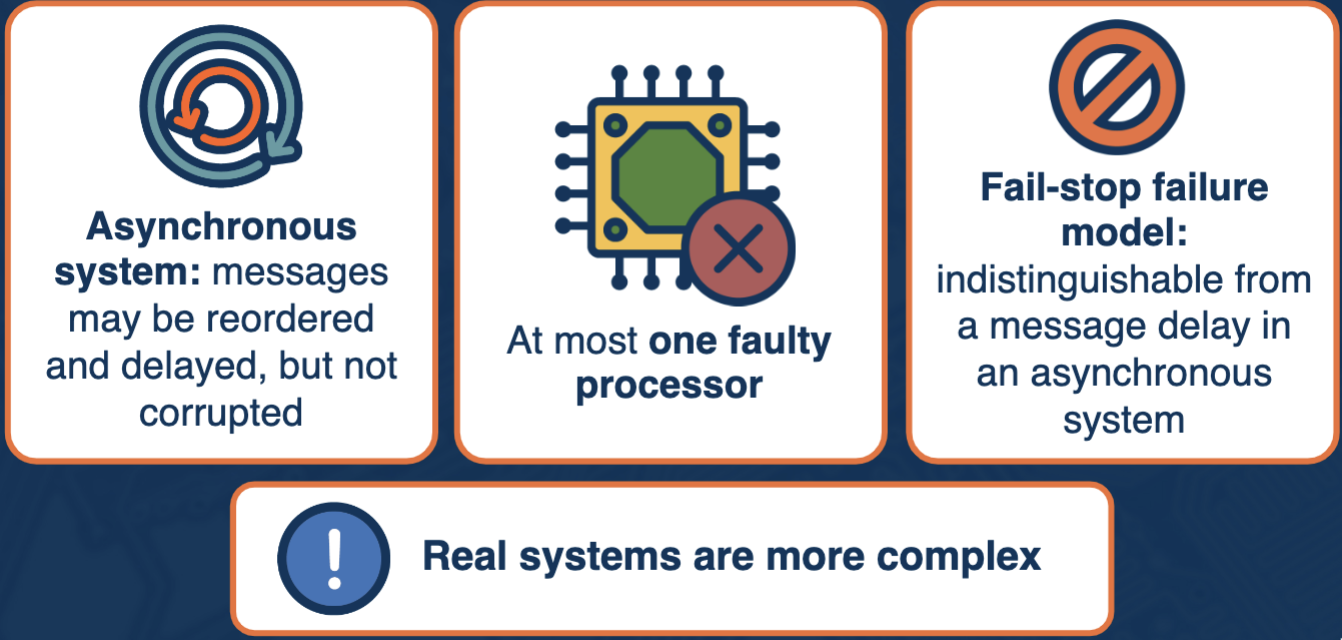 Asynchronous
system: messages
may be reordered
and delayed, but not
corrupted
At most one faulty
processor
Fail-stop failure
model:
indistinguishable from
a message delay in
an asynchronous
system
Real systems are more complex